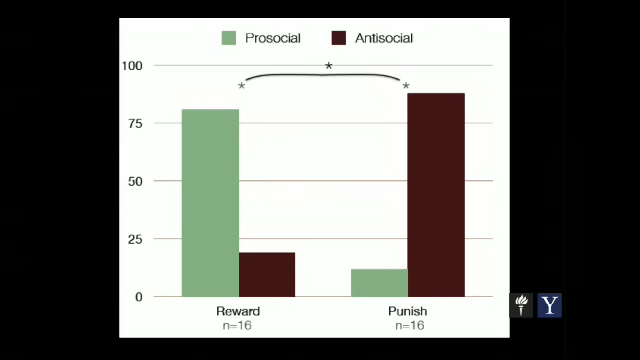 Prosocial Antisocial
100
* * *
75
50
25
0
Reward Punish
n=16 n=16
Y